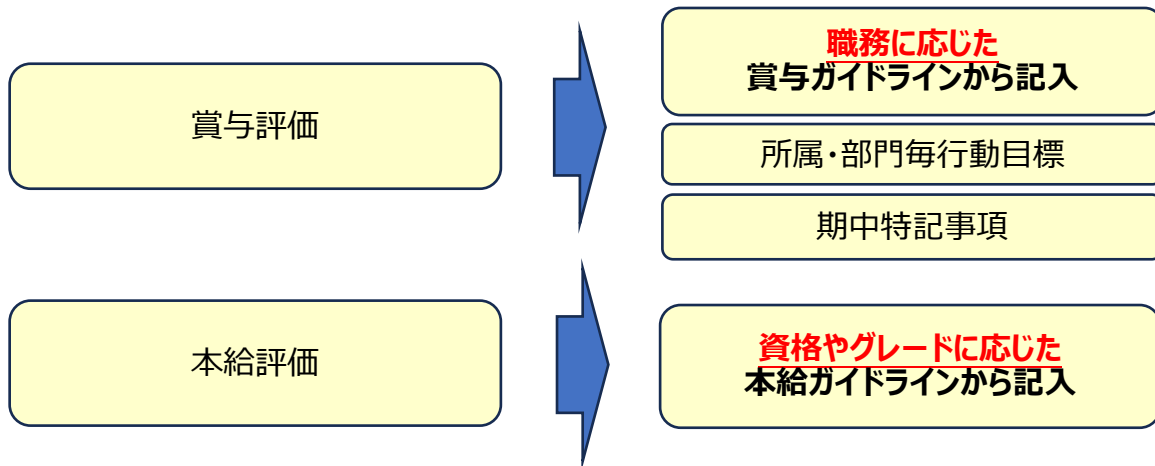 賞与評価
職務に応じた
賞与ガイドラインから記入
所属・部門毎行動目標
期中特記事項
本給評価
資格やグレードに応じた
本給ガイドラインから記入